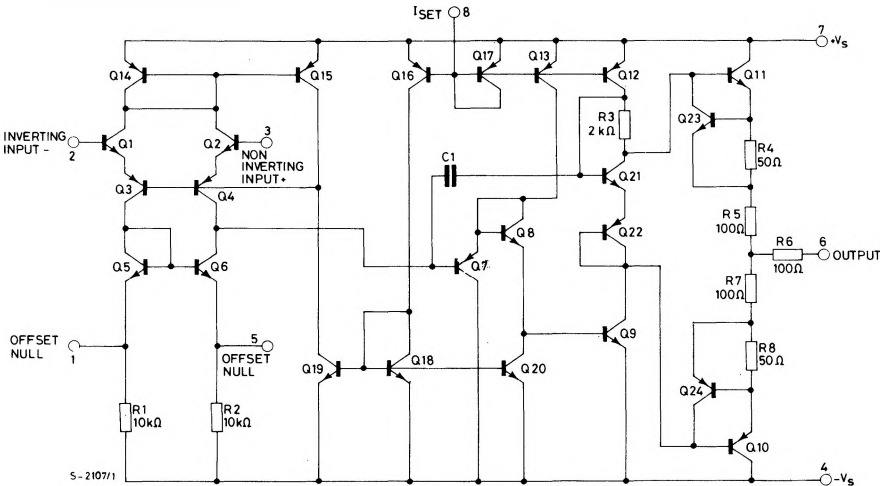 I SET 8
7
+Vs
Q14
Q15
Q16
Q17
Q13
Q12
Q11
INVERTING INPUT -
2
Q1
Q2
3
NON INVERTING INPUT +
Q3
Q4
C1
R3
2 kΩ
Q21
Q23
R4
50Ω
Q5
Q6
Q7
Q8
Q22
R5
100Ω
R6
100Ω
6
OUTPUT
R7
100Ω
OFFSET NULL
1
5
OFFSET NULL
Q19
Q18
Q20
Q9
R8
50Ω
Q24
R1
10kΩ
R2
10kΩ
Q10
S-2107/1
4
-Vs